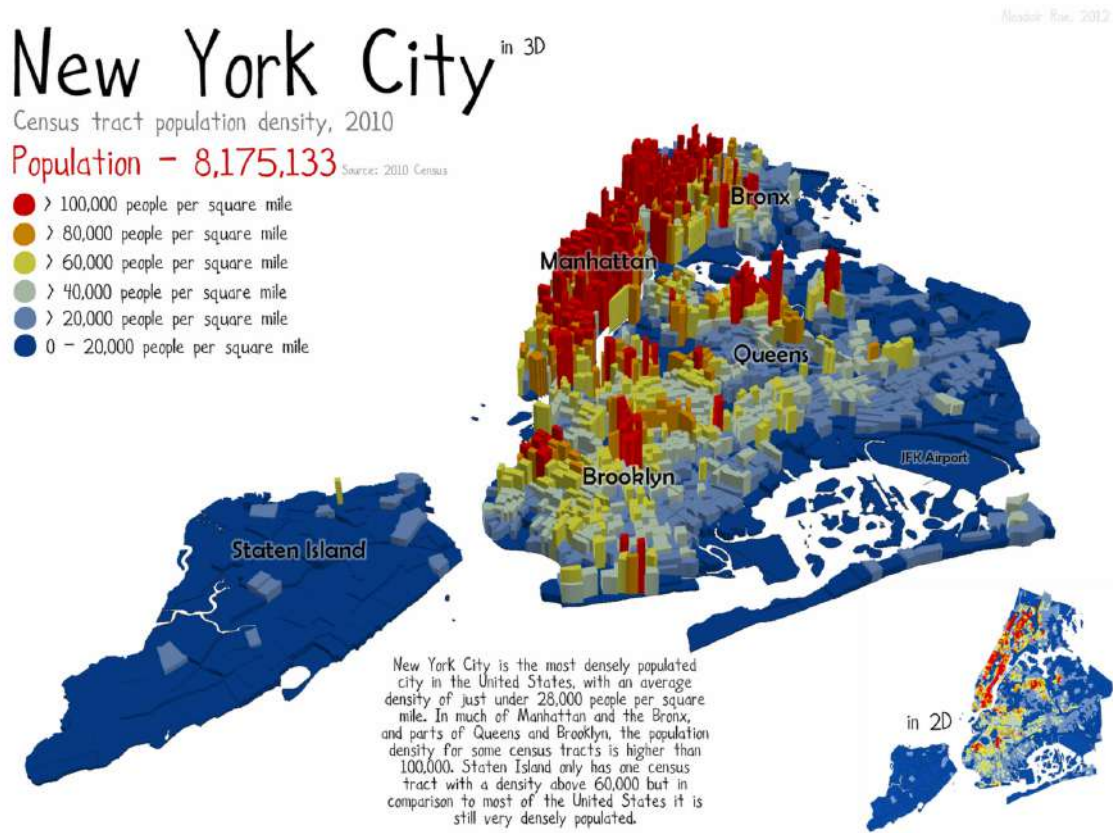 Alasdair Rae, 2012
New York City in 3D
Census tract population density, 2010
Population - 8,175,133 Source: 2010 Census
> 100,000 people per square mile
> 80,000 people per square mile
> 60,000 people per square mile
> 40,000 people per square mile
> 20,000 people per square mile
0 - 20,000 people per square mile
Bronx
Manhattan
Queens
JFK Airport
Brooklyn
Staten Island
New York City is the most densely populated
city in the United States, with an average
density of just under 28,000 people per square
mile. In much of Manhattan and the Bronx,
and parts of Queens and Brooklyn, the population
density for some census tracts is higher than
100,000. Staten Island only has one census
tract with a density above 60,000 but in
comparison to most of the United States it is
still very densely populated.
in 2D